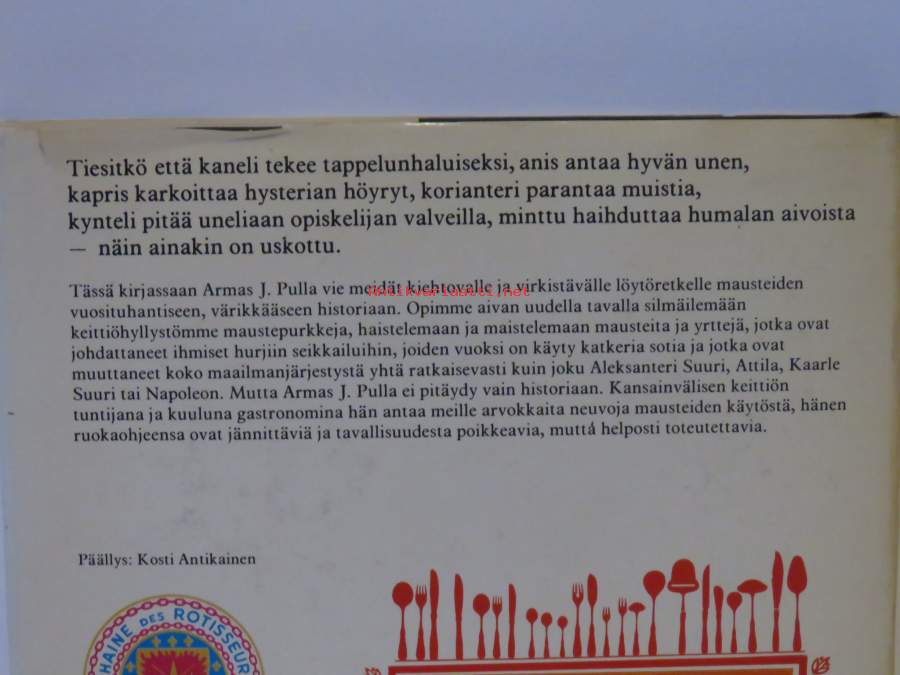 Tiesitkö että kaneli tekee tappelunhaluiseksi, anis antaa hyvän unen,
kapris karkoittaa hysterian höyryt, korianteri parantaa muistia,
kynteli pitää uneliaan opiskelijan valveilla, minttu haihduttaa humalan aivoista
— näin ainakin on uskottu.
Tässä kirjassaan Armas J. Pulla vie meidät kiehtovalle ja virkistävälle löytöretkelle mausteiden
vuosituhantiseen, värikkääseen historiaan. Opimme aivan uudella tavalla silmäilemään
keittiöhyllystömme maustepurkkeja, haistelemaan ja maistelemaan mausteita ja yrttejä, jotka ovat
johdattaneet ihmiset hurjiin seikkailuihin, joiden vuoksi on käyty katkeria sotia ja jotka ovat
muuttaneet koko maailmanjärjestystä yhtä ratkaisevasti kuin joku Aleksanteri Suuri, Attila, Kaarle
Suuri tai Napoleon. Mutta Armas J. Pulla ei pitäydy vain historiaan. Kansainvälisen keittiön
tuntijana ja kuuluna gastronomina hän antaa meille arvokkaita neuvoja mausteiden käytöstä, hänen
ruokaohjeensa ovat jännittäviä ja tavallisuudesta poikkeavia, mutta helposti toteutettavia.
antikvariaatti.net
Päällys: Kosti Antikainen
HAINE DES ROTISSEUR